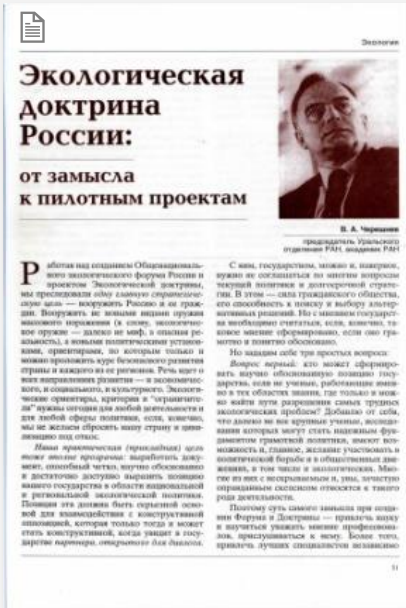 Экология
Экологическая
доктрина
России:
от замысла
к пилотным проектам
В. А. Черешнев
председатель Уральского
отделения РАН, академик РАН
Работая над созданием Общенациональ-
ного экологического форума России и
проектом Экологической доктрины,
мы преследовали одну главную стратегиче-
скую цель — вооружить Россию и ее граж-
дан. Вооружить не новыми видами оружия
массового поражения (к слову, экологичес-
кое оружие — далеко не миф, а опасная ре-
альность), а новыми политическими установ-
ками, ориентирами, по которым только и
можно проложить курс безопасного развития
страны и каждого из ее регионов. Речь идет о
всех направлениях развития — и экономичес-
кого, и социального, и культурного. Экологи-
ческие ориентиры, критерии и "ограничите-
ли" нужны сегодня для любой деятельности и
для любой сферы политики, если, конечно,
мы не желаем сбросить нашу страну и циви-
лизацию под откос.
Наша практическая (прикладная) цель
тоже вполне прозрачна: выработать доку-
мент, способный четко, научно обоснованно
и достаточно доступно выразить позицию
нашего государства в области национальной
и региональной экологической политики.
Позиция эта должна быть серьезной осно-
вой для взаимодействия с конструктивной
оппозицией, которая только тогда и может
стать конструктивной, когда увидит в госу-
дарстве партнера, открытого для диалога.
С ним, государством, можно и, наверное,
нужно не соглашаться по многим вопросам
текущей политики и долгосрочной страте-
гии. В этом — сила гражданского общества,
его способность к поиску и выбору альтер-
нативных решений. Но с мнением государст-
ва необходимо считаться, если, конечно, та-
ковое мнение сформировано, если оно гра-
мотно и понятно обосновано.
Но зададим себе три простых вопроса:
Вопрос первый: кто может сформиро-
вать научно обоснованную позицию госу-
дарства, если не ученые, работающие имен-
но в тех областях знания, где только и мож-
но найти пути разрешения самых трудных
экологических проблем? Добавлю от себя,
что далеко не все крупные ученые, исследо-
вания которых могут стать надежным фун-
даментом грамотной политики, имеют воз-
можность и, главное, желание участвовать в
политической борьбе и в общественных дви-
жениях, в том числе и экологических. Мно-
гие из них с нескрываемым и, увы, зачастую
оправданным скепсисом относятся к такого
рода деятельности.
Поэтому суть самого замысла при созда-
нии Форума и Доктрины — привлечь науку
и научиться уважать мнение профессиона-
лов, прислушиваться к нему. Более того,
привлечь лучших специалистов независимо
11